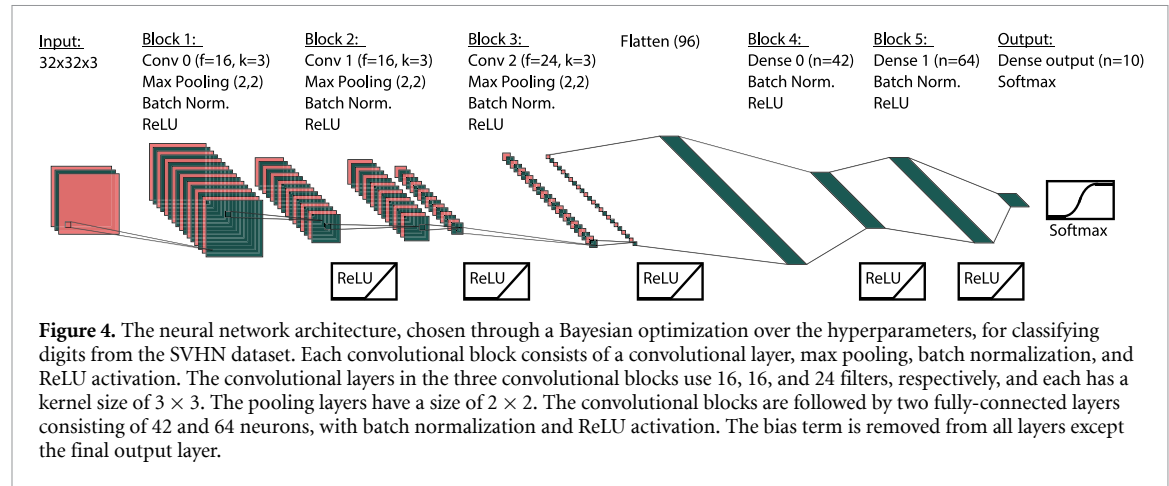 Input:
32x32x3
Block 1:
Conv 0 (f=16, k=3)
Max Pooling (2,2)
Batch Norm.
ReLU
Block 2:
Conv 1 (f=16, k=3)
Max Pooling (2,2)
Batch Norm.
ReLU
Block 3:
Conv 2 (f=24, k=3)
Max Pooling (2,2)
Batch Norm.
ReLU
Flatten (96)
Block 4:
Dense 0 (n=42)
Batch Norm.
ReLU
Block 5:
Dense 1 (n=64)
Batch Norm.
ReLU
Output:
Dense output (n=10)
Softmax
Softmax
ReLU
ReLU
ReLU
ReLU
ReLU
Figure 4. The neural network architecture, chosen through a Bayesian optimization over the hyperparameters, for classifying
digits from the SVHN dataset. Each convolutional block consists of a convolutional layer, max pooling, batch normalization, and
ReLU activation. The convolutional layers in the three convolutional blocks use 16, 16, and 24 filters, respectively, and each has a
kernel size of 3 × 3. The pooling layers have a size of 2 × 2. The convolutional blocks are followed by two fully-connected layers
consisting of 42 and 64 neurons, with batch normalization and ReLU activation. The bias term is removed from all layers except
the final output layer.